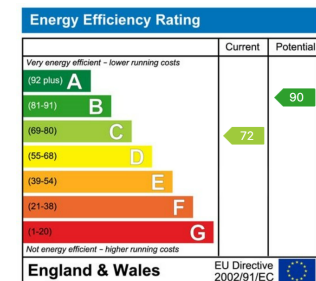 Energy Efficiency Rating
Current Potential
Very energy efficient - lower running costs
(92 plus) A
(81-91) B
90
(69-80) C
72
(55-68) D
(39-54) E
(21-38) F
(1-20) G
Not energy efficient - higher running costs
England & Wales
EU Directive
2002/91/EC